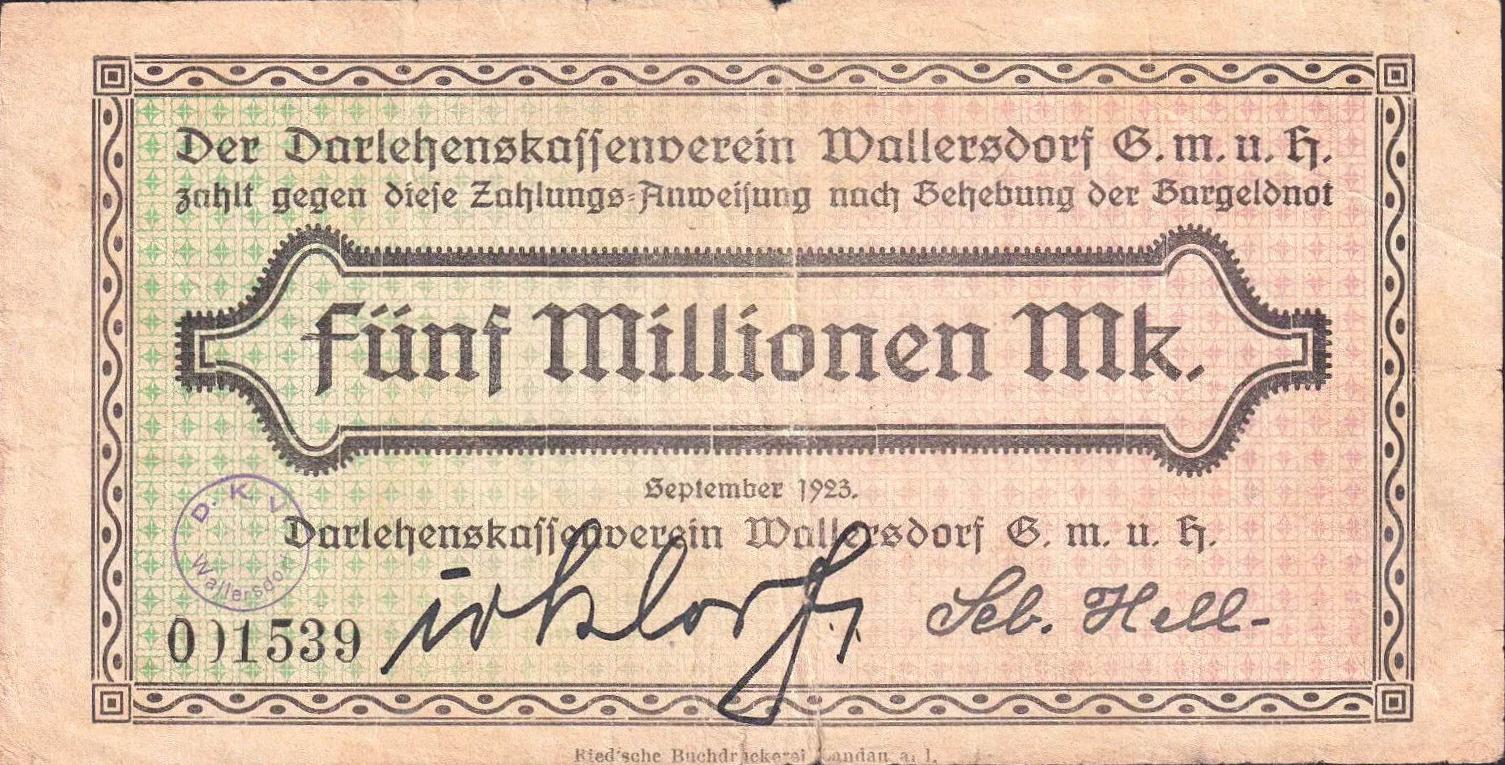 Der Darlehenskassenverein Wallersdorf G. m. u. H.
zahlt gegen diese Zahlungs-Anweisung nach Behebung der Bargeldnot
Fünf Millionen Mk.
September 1923.
D. K. V
Wallersdorf
Darlehenskassenverein Wallersdorf G. m. u. H.
001539
Seb. Hell-
Ried'sche Buchdruckerei Landau a. I.